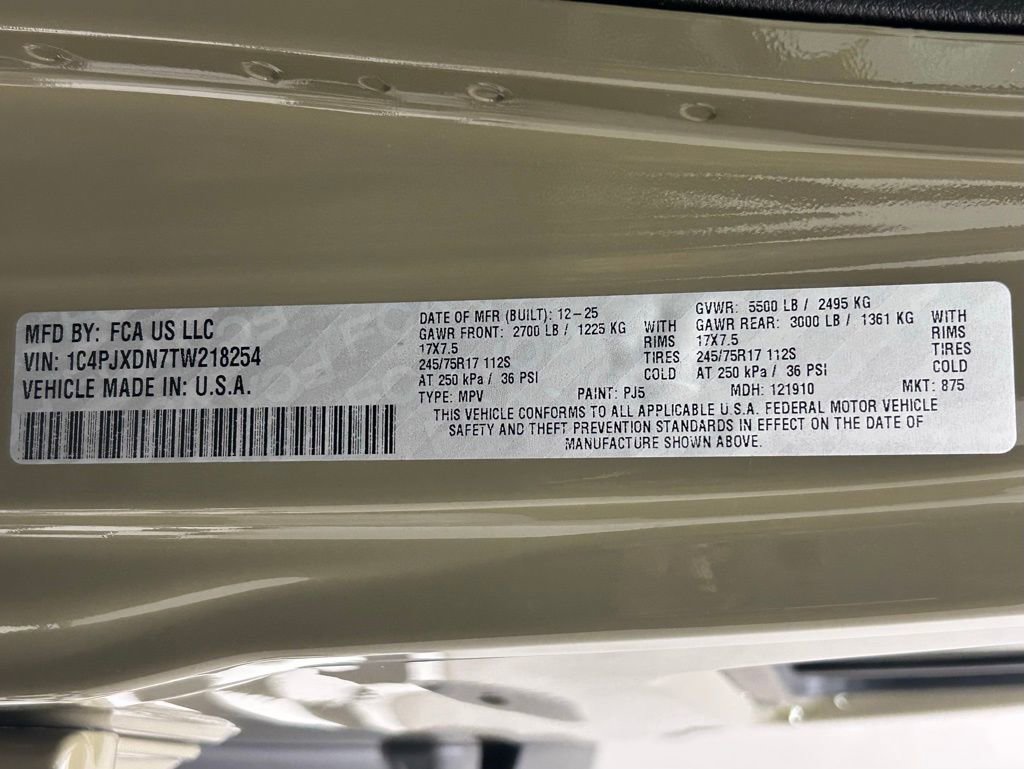 MFD BY: FCA US LLC
VIN: 1C4PJXDN7TW218254
VEHICLE MADE IN: U.S.A.
DATE OF MFR (BUILT): 12-25
GAWR FRONT: 2700 LB / 1225 KG WITH
17X7.5 RIMS
245/75R17 112S TIRES
AT 250 kPa / 36 PSI COLD
GVWR: 5500 LB / 2495 KG
GAWR REAR: 3000 LB / 1361 KG WITH
17X7.5 RIMS
245/75R17 112S TIRES
AT 250 kPa / 36 PSI COLD
TYPE: MPV PAINT: PJ5 MDH: 121910 MKT: 875
THIS VEHICLE CONFORMS TO ALL APPLICABLE U.S.A. FEDERAL MOTOR VEHICLE
SAFETY AND THEFT PREVENTION STANDARDS IN EFFECT ON THE DATE OF
MANUFACTURE SHOWN ABOVE.